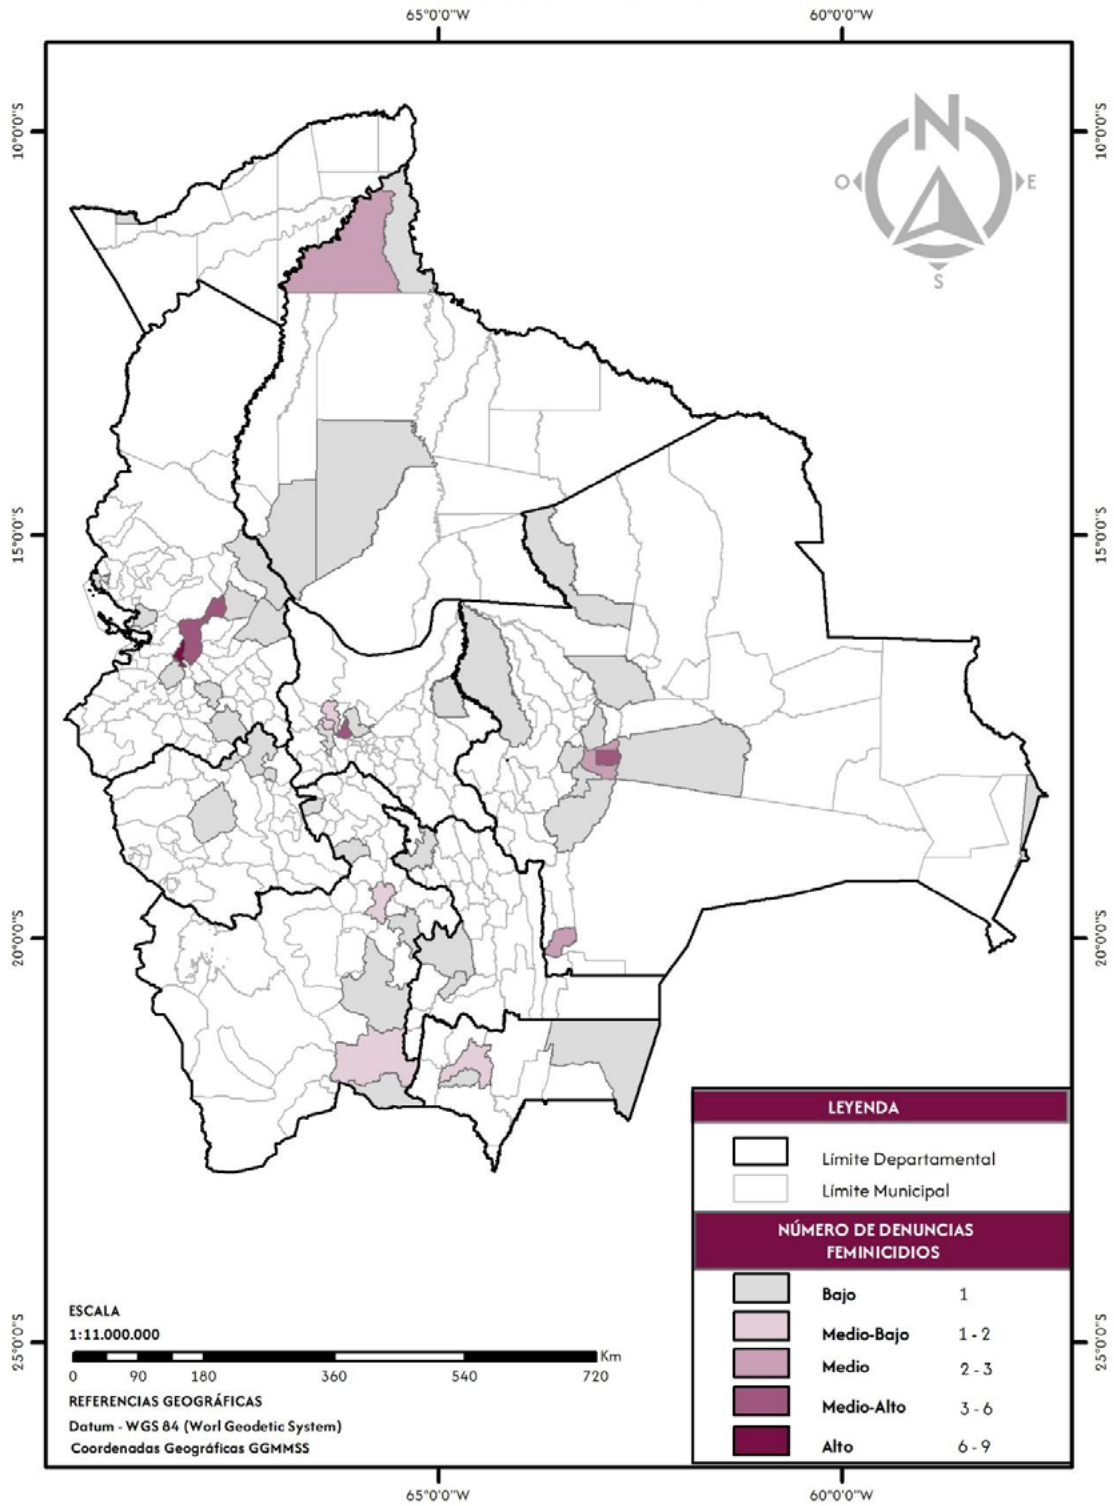 65°0'0"W
60°0'0"W
10°0'0"S
10°0'0"S
N
O
E
S
15°0'0"S
15°0'0"S
20°0'0"S
20°0'0"S
LEYENDA
Límite Departamental
Límite Municipal
NÚMERO DE DENUNCIAS
FEMINICIDIOS
Bajo 1
Medio-Bajo 1 - 2
Medio 2 - 3
Medio-Alto 3 - 6
Alto 6 - 9
ESCALA
1:11.000.000
Km
0 90 180 360 540 720
REFERENCIAS GEOGRÁFICAS
Datum - WGS 84 (Worl Geodetic System)
Coordenadas Geográficas GGMMSS
25°0'0"S
25°0'0"S
65°0'0"W
60°0'0"W